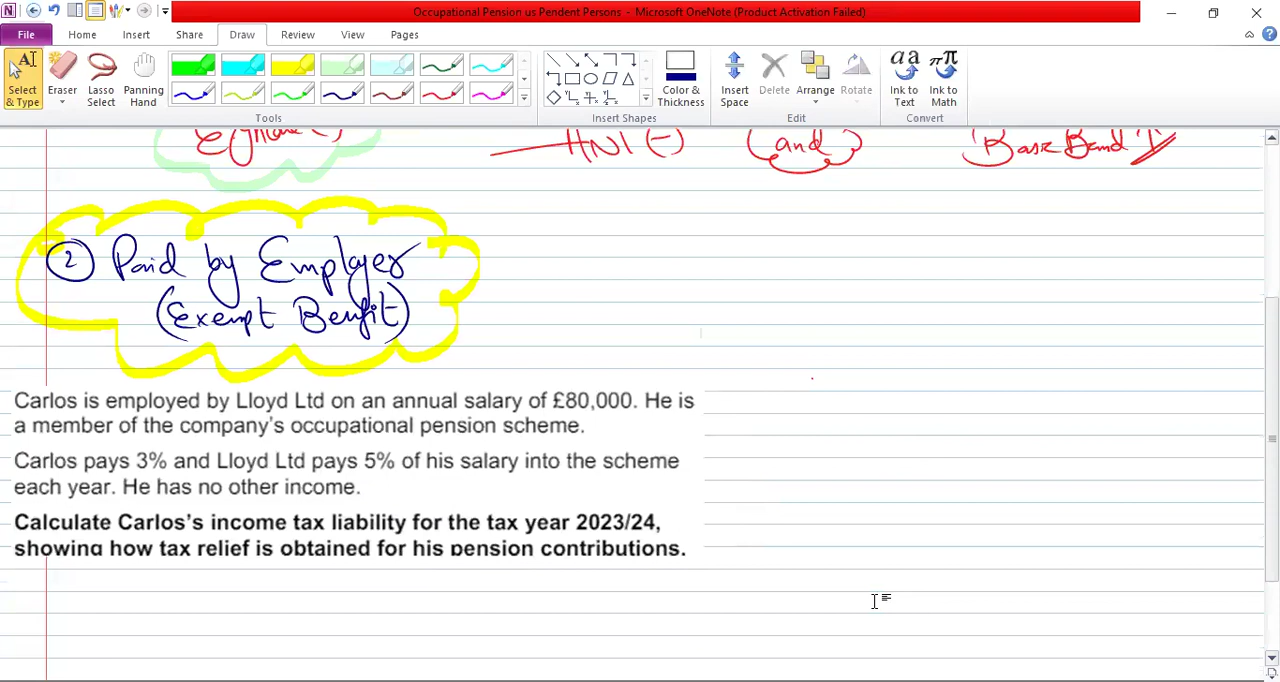 Occupational Pension us Pendent Persons - Microsoft OneNote (Product Activation Failed)
File Home Insert Share Draw Review View Pages
Select & Type
Eraser
Lasso Select
Panning Hand
Color & Thickness
Insert Space
Delete
Arrange
Rotate
Ink to Text
Ink to Math
Tools
Insert Shapes
Edit
Convert
HNI (-) (and) Base Band
2 Paid by Employer
(Exempt Benefit)
Carlos is employed by Lloyd Ltd on an annual salary of £80,000. He is
a member of the company's occupational pension scheme.
Carlos pays 3% and Lloyd Ltd pays 5% of his salary into the scheme
each year. He has no other income.
Calculate Carlos's income tax liability for the tax year 2023/24,
showing how tax relief is obtained for his pension contributions.